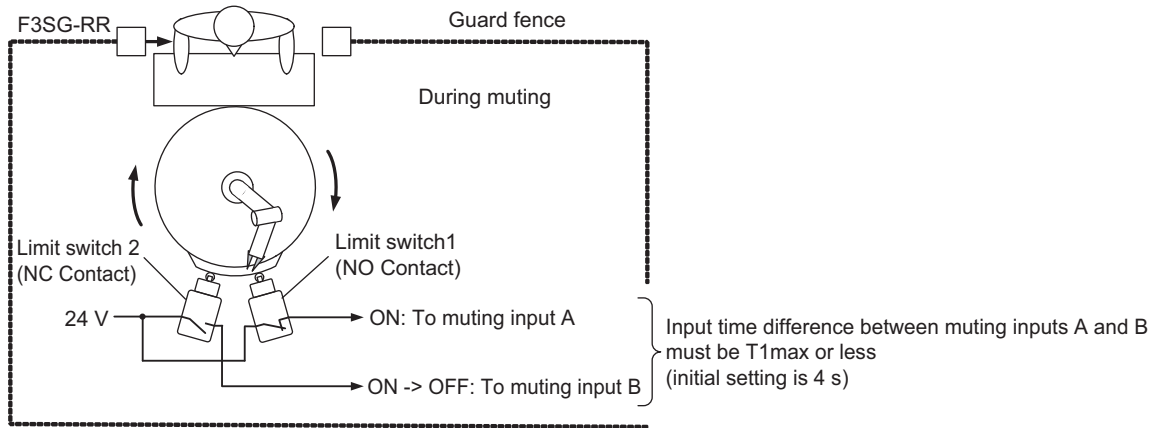 F3SG-RR
Guard fence
During muting
Limit switch 2
(NC Contact)
Limit switch1
(NO Contact)
24 V
ON: To muting input A
ON -> OFF: To muting input B
Input time difference between muting inputs A and B
must be T1max or less
(initial setting is 4 s)